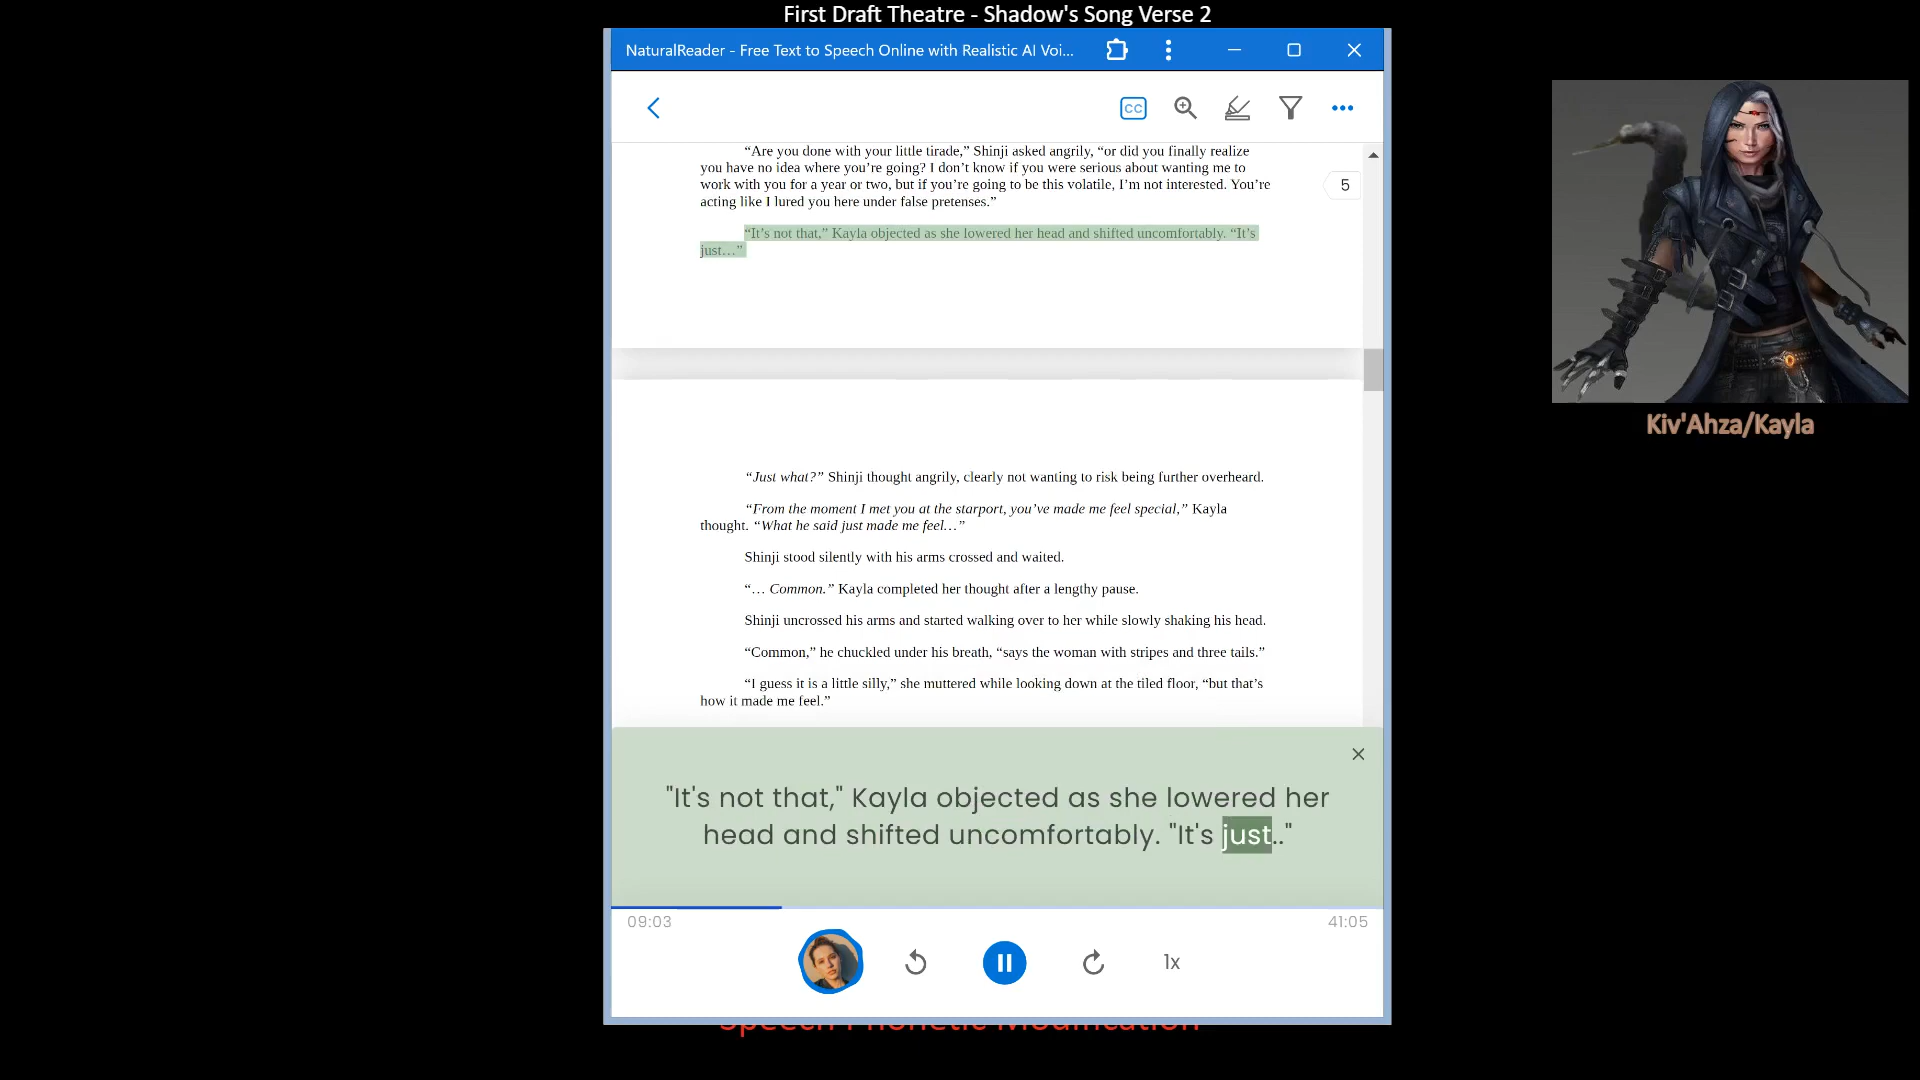 First Draft Theatre - Shadow's Song Verse 2
NaturalReader - Free Text to Speech Online with Realistic AI Voi...
CC
“Are you done with your little tirade,” Shinji asked angrily, “or did you finally realize
you have no idea where you’re going? I don’t know if you were serious about wanting me to
work with you for a year or two, but if you’re going to be this volatile, I’m not interested. You’re
acting like I lured you here under false pretenses.”
5
“It’s not that,” Kayla objected as she lowered her head and shifted uncomfortably. “It’s
just…”
“Just what?” Shinji thought angrily, clearly not wanting to risk being further overheard.
“From the moment I met you at the starport, you’ve made me feel special,” Kayla
thought. “What he said just made me feel…”
Shinji stood silently with his arms crossed and waited.
“… Common.” Kayla completed her thought after a lengthy pause.
Shinji uncrossed his arms and started walking over to her while slowly shaking his head.
“Common,” he chuckled under his breath, “says the woman with stripes and three tails.”
“I guess it is a little silly,” she muttered while looking down at the tiled floor, “but that’s
how it made me feel.”
"It's not that," Kayla objected as she lowered her
head and shifted uncomfortably. "It's just.."
09:03
41:05
1x
Speech Phonetic Modification
Kiv'Ahza/Kayla